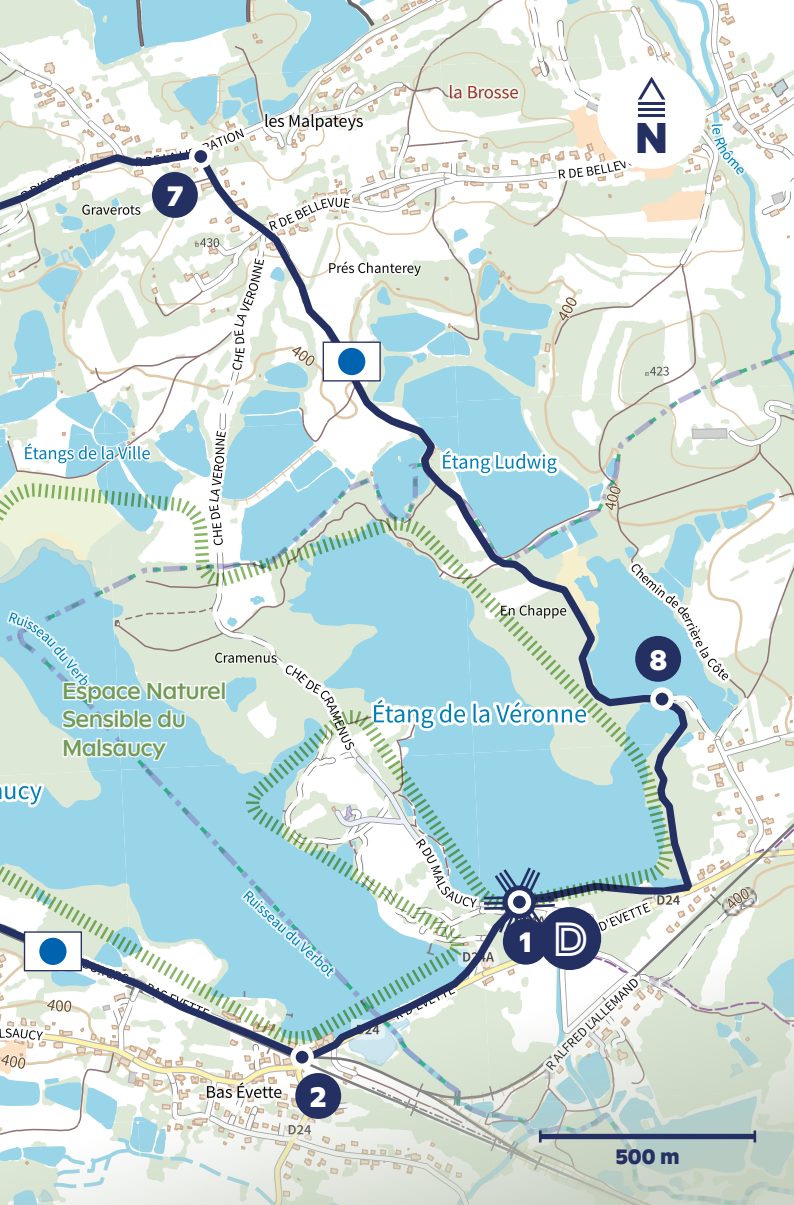 la Brosse
les Malpateys
N
le Rhôme
7
R DE BELLEVUE
Graverots
430
Prés Chanterey
CHE DE LA VERONNE
400
400
423
Étangs de la Ville
Étang Ludwig
CHE DE LA VERONNE
400
Chemin de derrière la Côte
En Chappe
Ruisseau du Verb
Cramenus
8
CHE DE CRAMENUS
Espace Naturel
Sensible du
Malsaucy
Étang de la Véronne
aucy
R DU MALSAUCY
D24
400
D'EVETTE
1
D
Ruisseau du Verbot
D24A
R D'EVETTE
BAS EVETTE
400
D24
LSAUCY
400
R ALFRED LALLEMAND
Bas Évette
2
D24
500 m